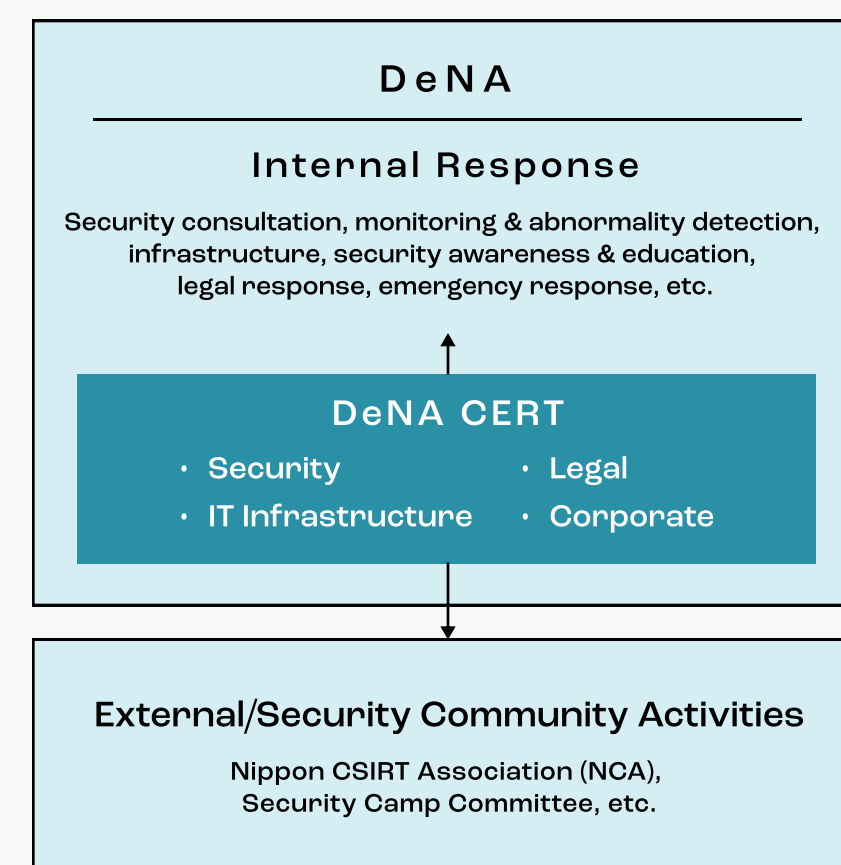 DeNA
Internal Response
Security consultation, monitoring & abnormality detection,
infrastructure, security awareness & education,
legal response, emergency response, etc.
DeNA CERT
・ Security
・ IT Infrastructure
・ Legal
・ Corporate
External/Security Community Activities
Nippon CSIRT Association (NCA),
Security Camp Committee, etc.